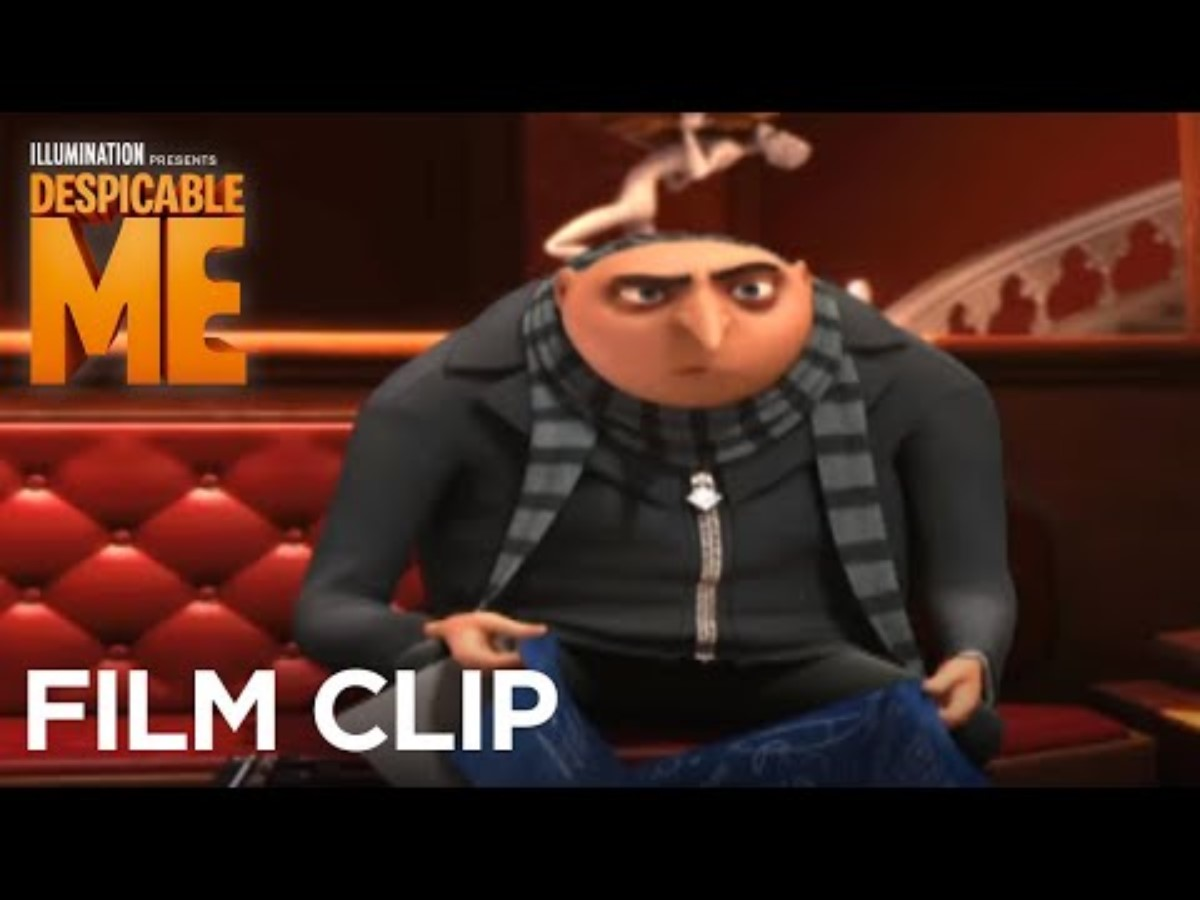 ILLUMINATION PRESENTS
DESPICABLE
ME
FILM CLIP